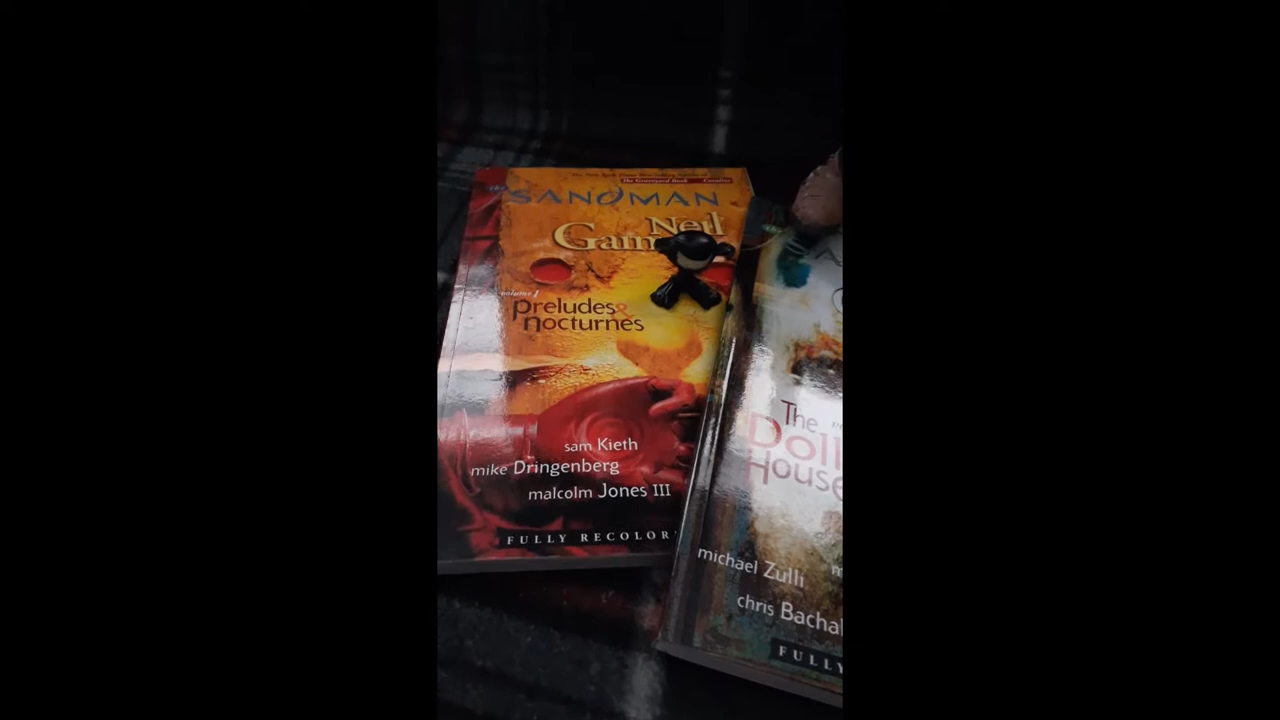 the
SANDMAN
Neil
Gaim
volume 1
preludes &
nocturnes
sam Kieth
mike Dringenberg
malcolm Jones III
FULLY RECOLOR
The
Doll
House
michael Zulli
chris Bachal
FULLY